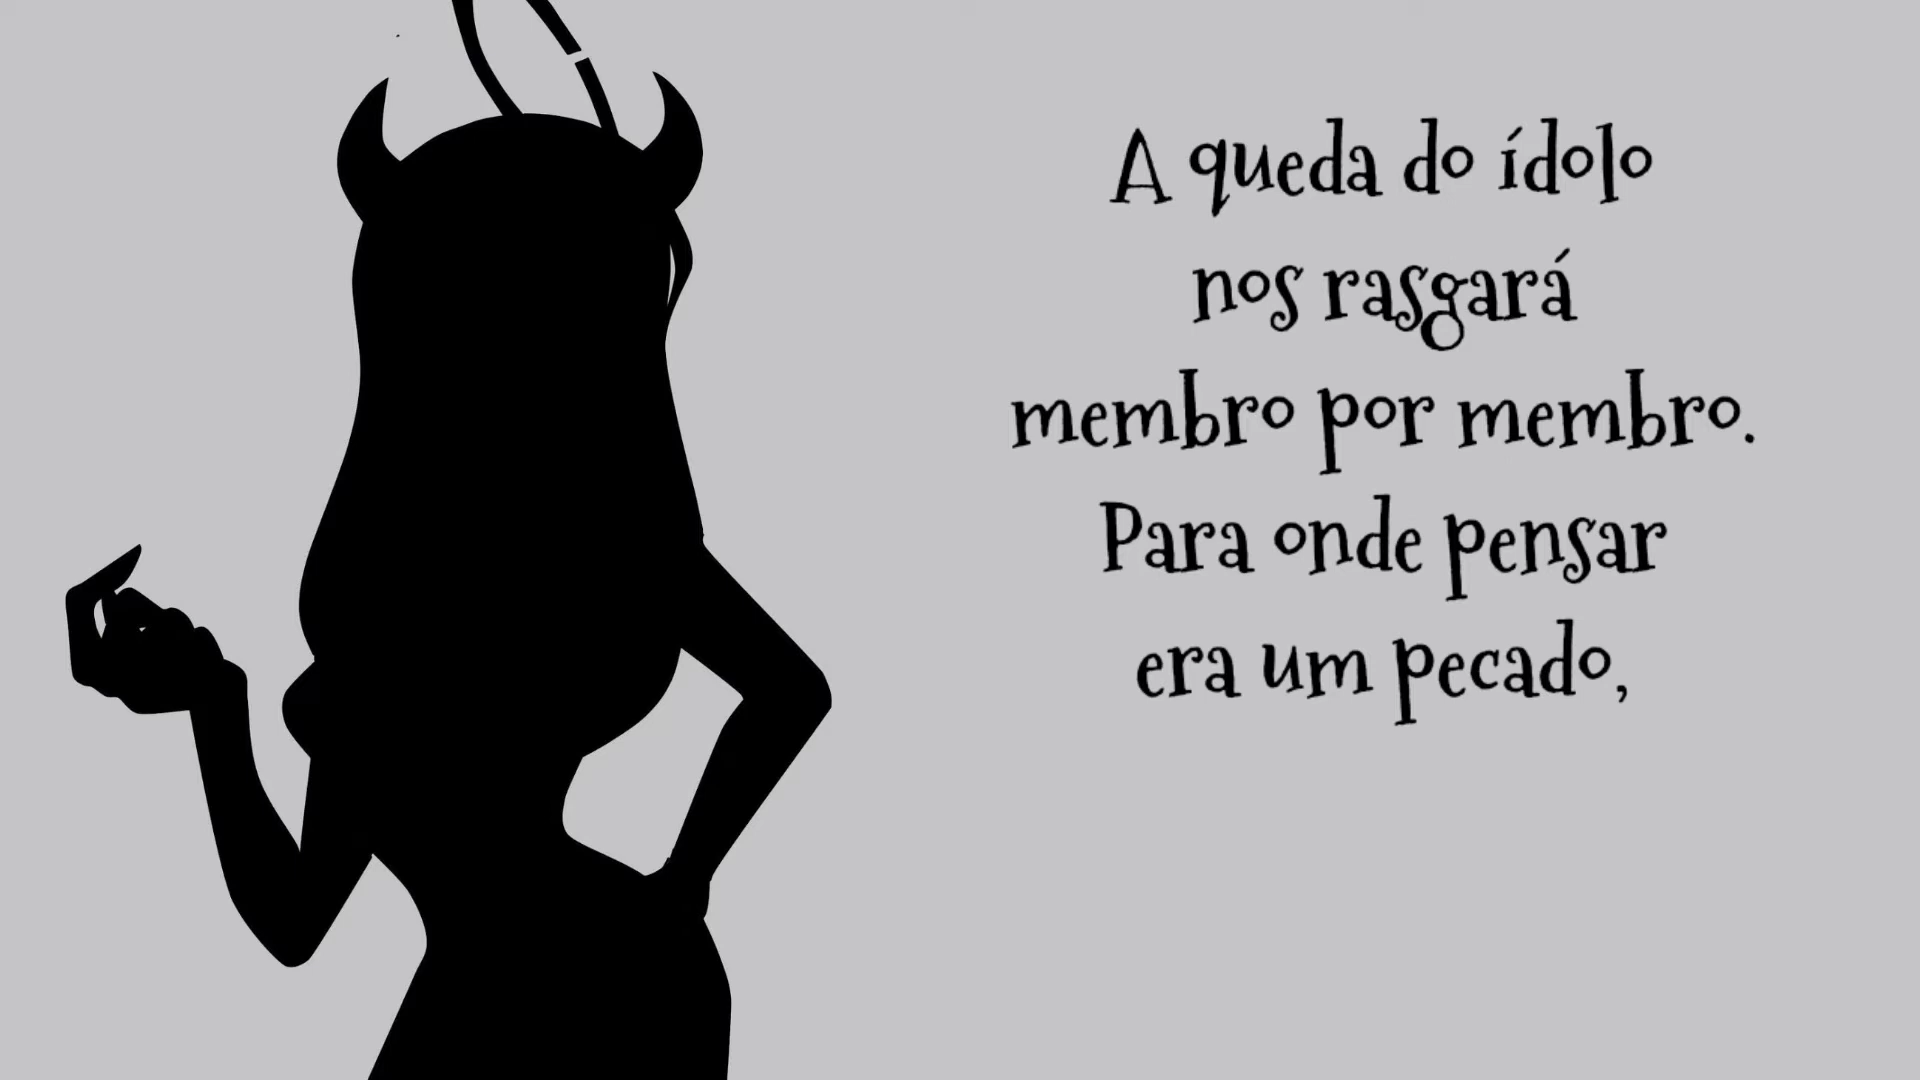 A queda do ídolo
nos rasgará
membro por membro.
Para onde pensar
era um pecado,